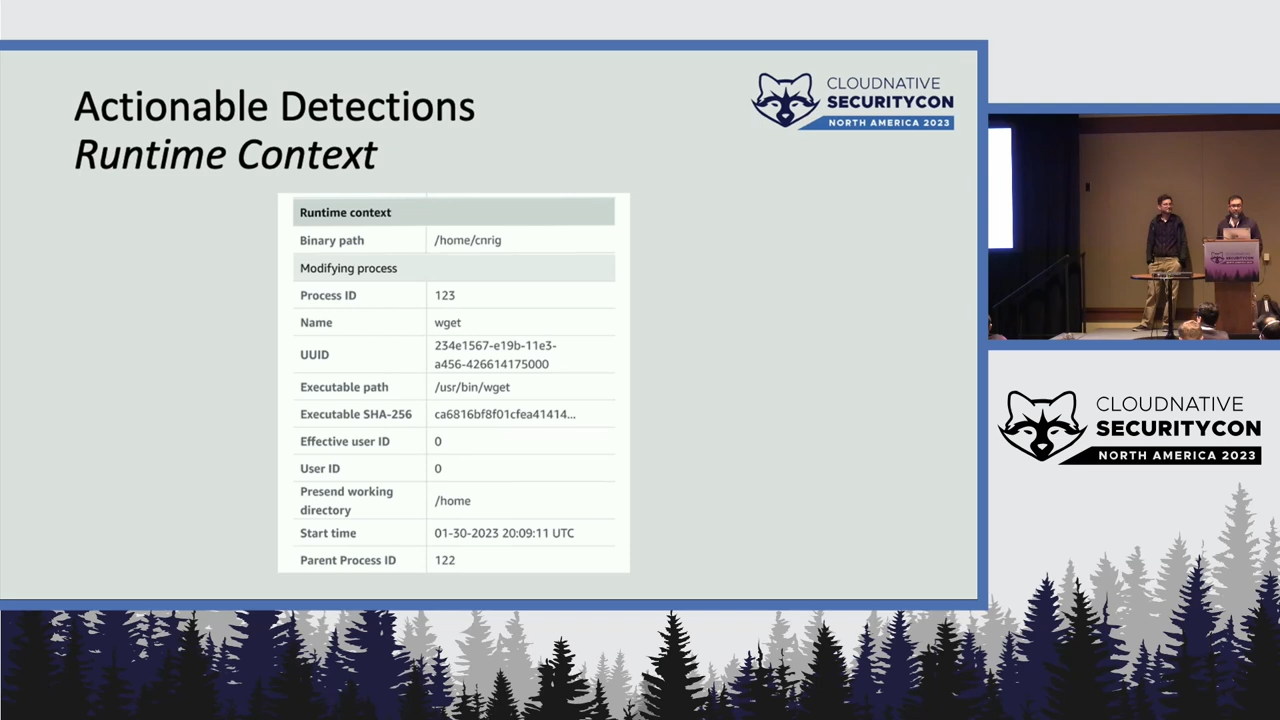 Actionable Detections
Runtime Context
CLOUDNATIVE
SECURITYCON
NORTH AMERICA 2023
Runtime context
Binary path /home/cnrig
Modifying process
Process ID 123
Name wget
UUID 234e1567-e19b-11e3-
a456-426614175000
Executable path /usr/bin/wget
Executable SHA-256 ca6816bf8f01cfea41414...
Effective user ID 0
User ID 0
Presend working
directory /home
Start time 01-30-2023 20:09:11 UTC
Parent Process ID 122
CLOUDNATIVE
SECURITYCON
NORTH AMERICA 2023